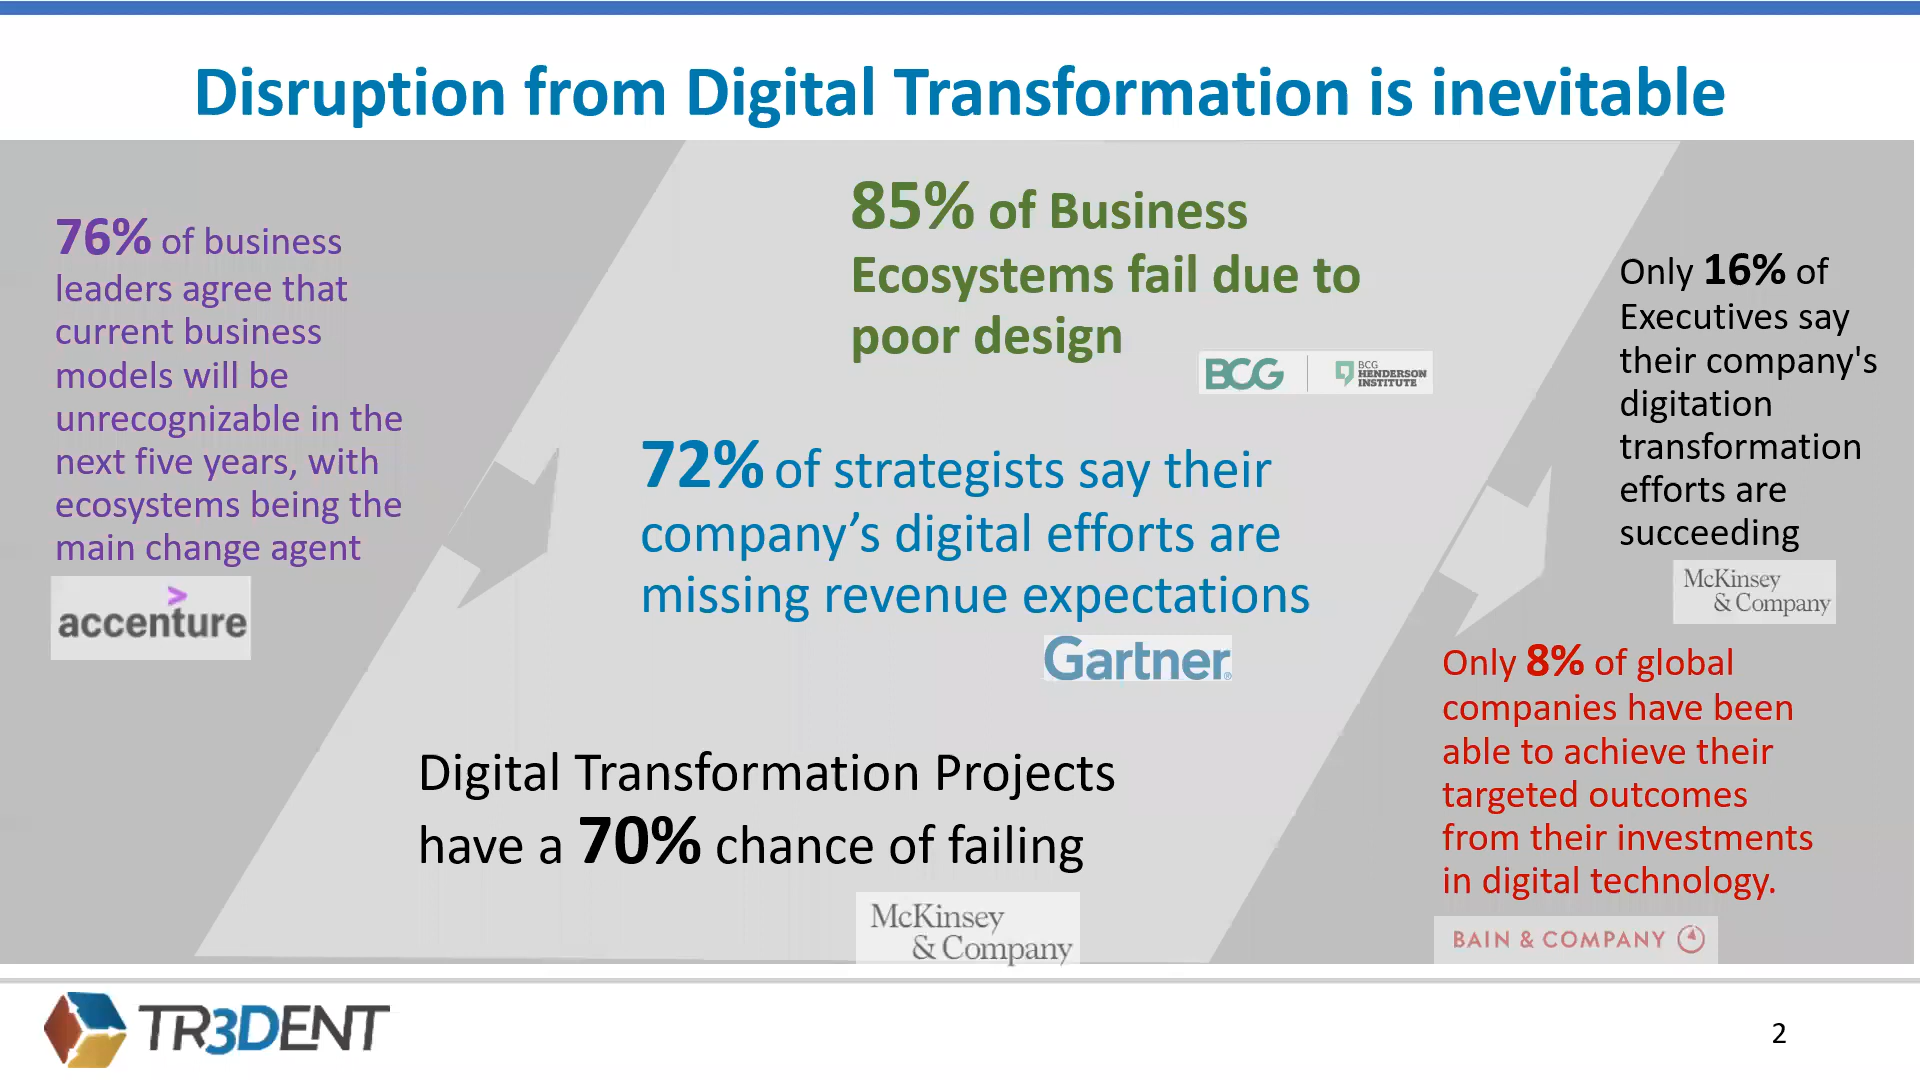 Disruption from Digital Transformation is inevitable
76% of business
leaders agree that
current business
models will be
unrecognizable in the
next five years, with
ecosystems being the
main change agent
>
accenture
85% of Business
Ecosystems fail due to
poor design
BCG
BCG
HENDERSON
INSTITUTE
72% of strategists say their
company’s digital efforts are
missing revenue expectations
Gartner®
Digital Transformation Projects
have a 70% chance of failing
McKinsey
& Company
Only 16% of
Executives say
their company's
digitation
transformation
efforts are
succeeding
McKinsey
& Company
Only 8% of global
companies have been
able to achieve their
targeted outcomes
from their investments
in digital technology.
BAIN & COMPANY
TR3DENT
2